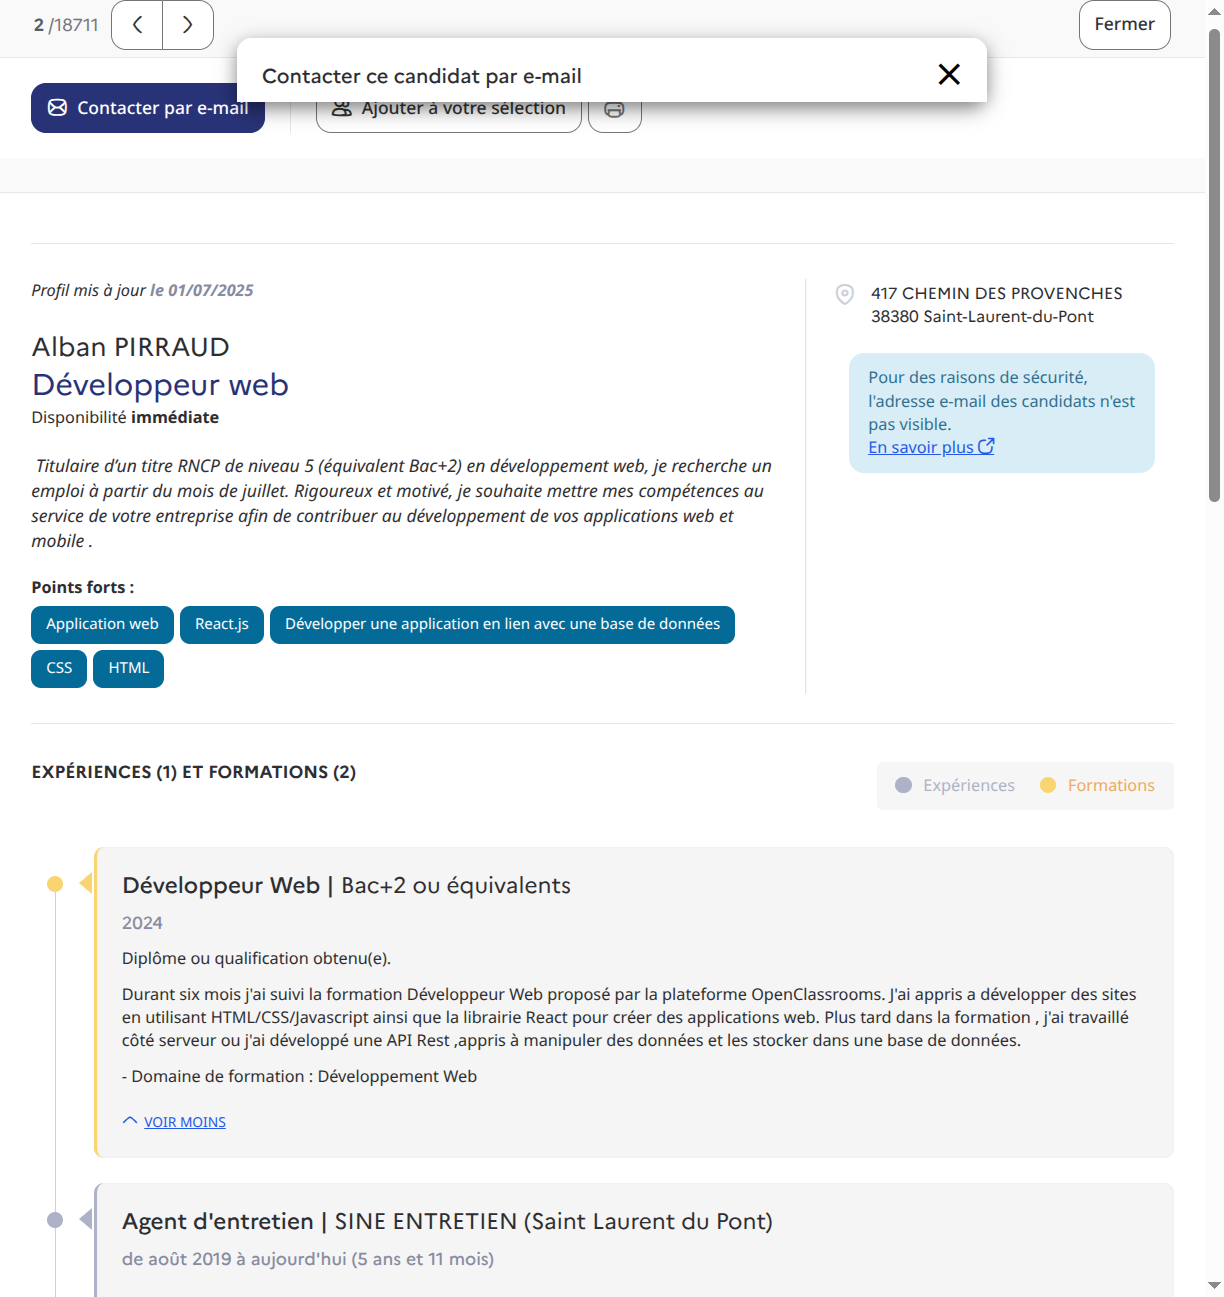 2 /18711
Fermer
Contacter ce candidat par e-mail
Contacter par e-mail
Ajouter à votre sélection
Profil mis à jour le 01/07/2025
Alban PIRRAUD
Développeur web
Disponibilité immédiate
Titulaire d'un titre RNCP de niveau 5 (équivalent Bac+2) en développement web, je recherche un
emploi à partir du mois de juillet. Rigoureux et motivé, je souhaite mettre mes compétences au
service de votre entreprise afin de contribuer au développement de vos applications web et
mobile .
Points forts :
Application web
React.js
Développer une application en lien avec une base de données
CSS
HTML
417 CHEMIN DES PROVENCHES
38380 Saint-Laurent-du-Pont
Pour des raisons de sécurité,
l'adresse e-mail des candidats n'est
pas visible.
En savoir plus
EXPÉRIENCES (1) ET FORMATIONS (2)
Expériences
Formations
Développeur Web | Bac+2 ou équivalents
2024
Diplôme ou qualification obtenu(e).
Durant six mois j'ai suivi la formation Développeur Web proposé par la plateforme OpenClassrooms. J'ai appris a développer des sites
en utilisant HTML/CSS/Javascript ainsi que la librairie React pour créer des applications web. Plus tard dans la formation , j'ai travaillé
côté serveur ou j'ai développé une API Rest ,appris à manipuler des données et les stocker dans une base de données.
- Domaine de formation : Développement Web
VOIR MOINS
Agent d'entretien | SINE ENTRETIEN (Saint Laurent du Pont)
de août 2019 à aujourd'hui (5 ans et 11 mois)